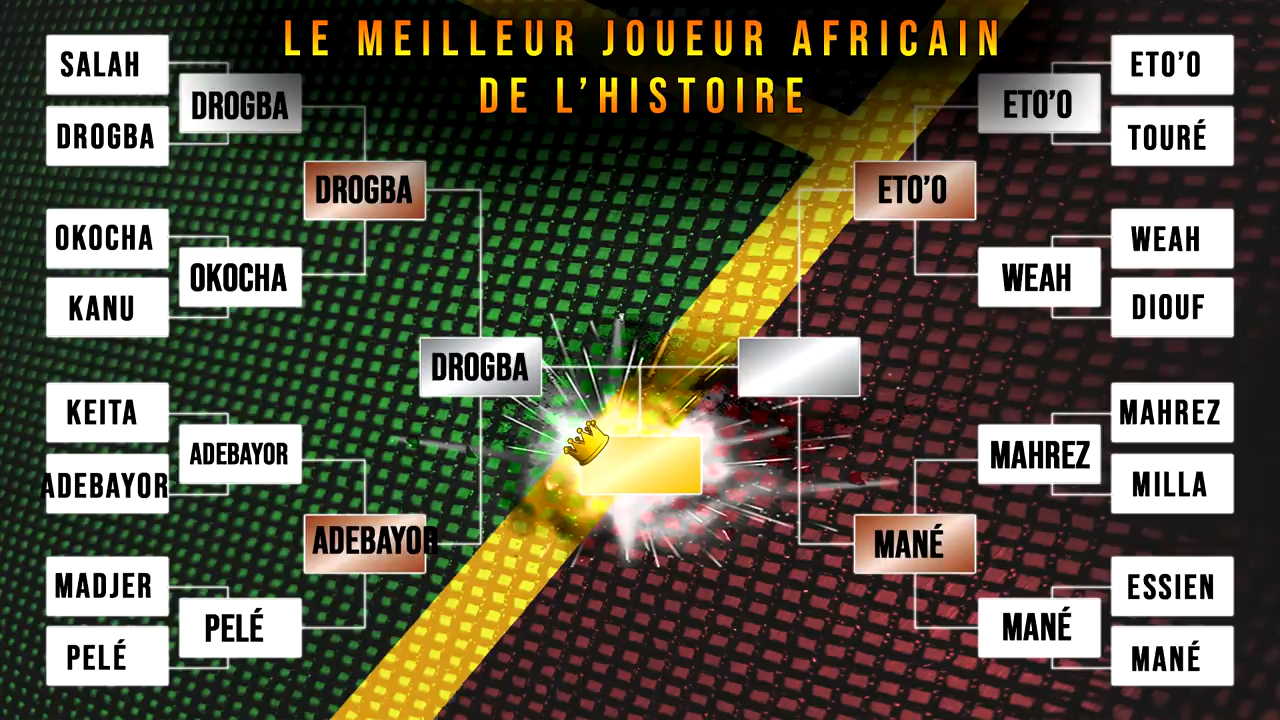 LE MEILLEUR JOUEUR AFRICAIN
DE L'HISTOIRE
SALAH
DROGBA
OKOCHA
KANU
KEITA
ADEBAYOR
MADJER
PELÉ
DROGBA
OKOCHA
ADEBAYOR
PELÉ
DROGBA
ADEBAYOR
DROGBA
ETO'O
MANÉ
ETO'O
WEAH
MAHREZ
MANÉ
ETO'O
TOURÉ
WEAH
DIOUF
MAHREZ
MILLA
ESSIEN
MANÉ